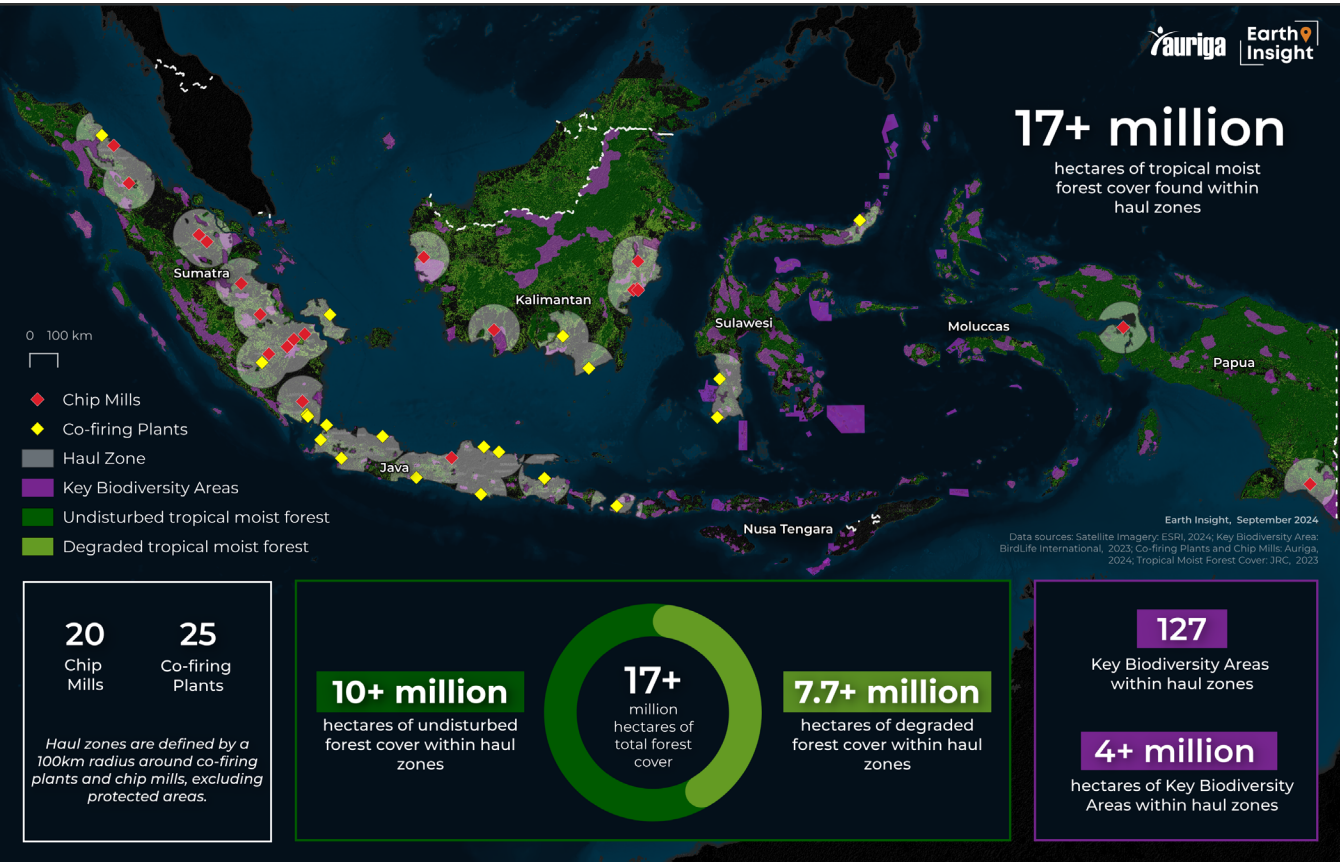 auriga
Earth
Insight
17+ million
hectares of tropical moist
forest cover found within
haul zones
Sumatra
Kalimantan
Sulawesi
Moluccas
Papua
Java
Nusa Tengara
0 100 km
Chip Mills
Co-firing Plants
Haul Zone
Key Biodiversity Areas
Undisturbed tropical moist forest
Degraded tropical moist forest
Earth Insight, September 2024
Data sources: Satellite Imagery: ESRI, 2024; Key Biodiversity Area:
BirdLife International, 2023; Co-firing Plants and Chip Mills: Auriga,
2024; Tropical Moist Forest Cover: JRC, 2023
20
Chip
Mills
25
Co-firing
Plants
Haul zones are defined by a
100km radius around co-firing
plants and chip mills, excluding
protected areas.
10+ million
hectares of undisturbed
forest cover within haul
zones
17+
million
hectares of
total forest
cover
7.7+ million
hectares of degraded
forest cover within haul
zones
127
Key Biodiversity Areas
within haul zones
4+ million
hectares of Key Biodiversity
Areas within haul zones